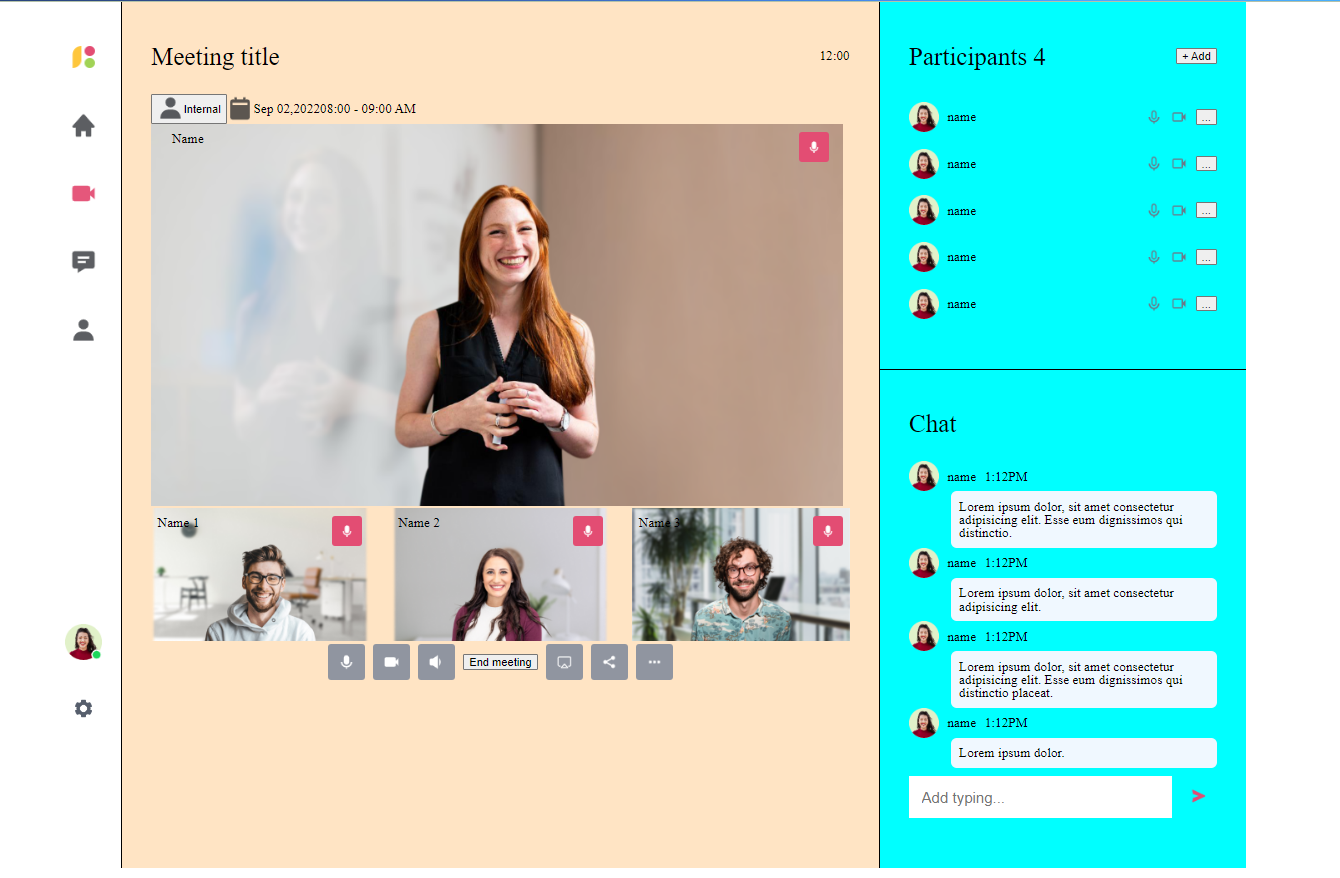 Meeting title
12:00
Internal
Sep 02,202208:00 - 09:00 AM
Name
Name 1
Name 2
Name 3
End meeting
Participants 4
+ Add
name
...
name
...
name
...
name
...
name
...
Chat
name 1:12PM
Lorem ipsum dolor, sit amet consectetur
adipisicing elit. Esse eum dignissimos qui
distinctio.
name 1:12PM
Lorem ipsum dolor, sit amet consectetur
adipisicing elit.
name 1:12PM
Lorem ipsum dolor, sit amet consectetur
adipisicing elit. Esse eum dignissimos qui
distinctio placeat.
name 1:12PM
Lorem ipsum dolor.
Add typing...